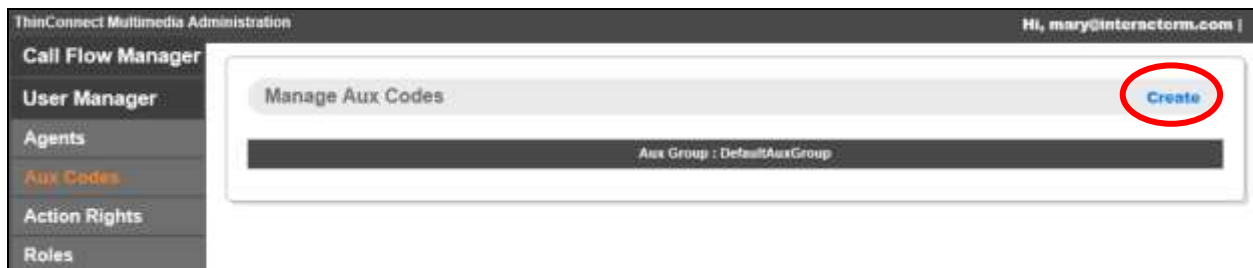 ThinConnect Multimedia Administration
Hi, mary@interactcrm.com |
Call Flow Manager
User Manager
Manage Aux Codes
Create
Agents
Aux Group : DefaultAuxGroup
Aux Codes
Action Rights
Roles